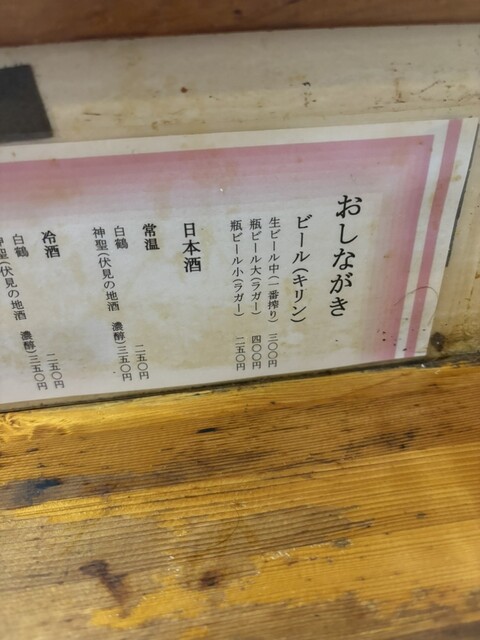 おしながき
ビール(キリン)
生ビール中(一番搾り) 三〇〇円
瓶ビール大(ラガー) 四〇〇円
瓶ビール小(ラガー) 二五〇円
日本酒
常温
白鶴 二五〇円
神聖(伏見の地酒 濃醇)三五〇円
冷酒
白鶴 二五〇円
神聖(伏見の地酒 濃醇)三五〇円